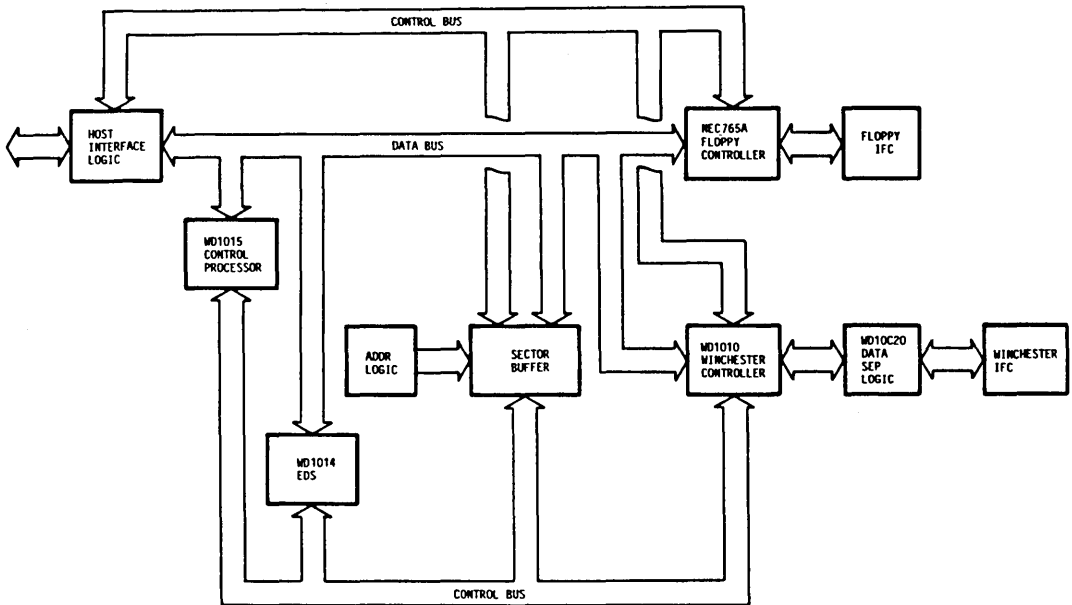 CONTROL BUS
HOST
INTERFACE
LOGIC
DATA BUS
NEC765A
FLOPPY
CONTROLLER
FLOPPY
IFC
WD1015
CONTROL
PROCESSOR
ADDR
LOGIC
SECTOR
BUFFER
WD1010
WINCHESTER
CONTROLLER
WD10C20
DATA
SEP
LOGIC
WINCHESTER
IFC
WD1014
EDS
CONTROL BUS